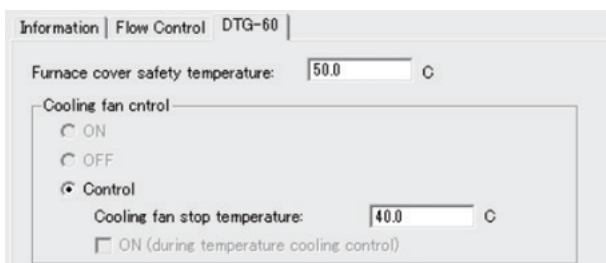 Information Flow Control DTG-60
Furnace cover safety temperature: 50.0 C
Cooling fan cntrol
ON
OFF
Control
Cooling fan stop temperature: 40.0 C
ON (during temperature cooling control)